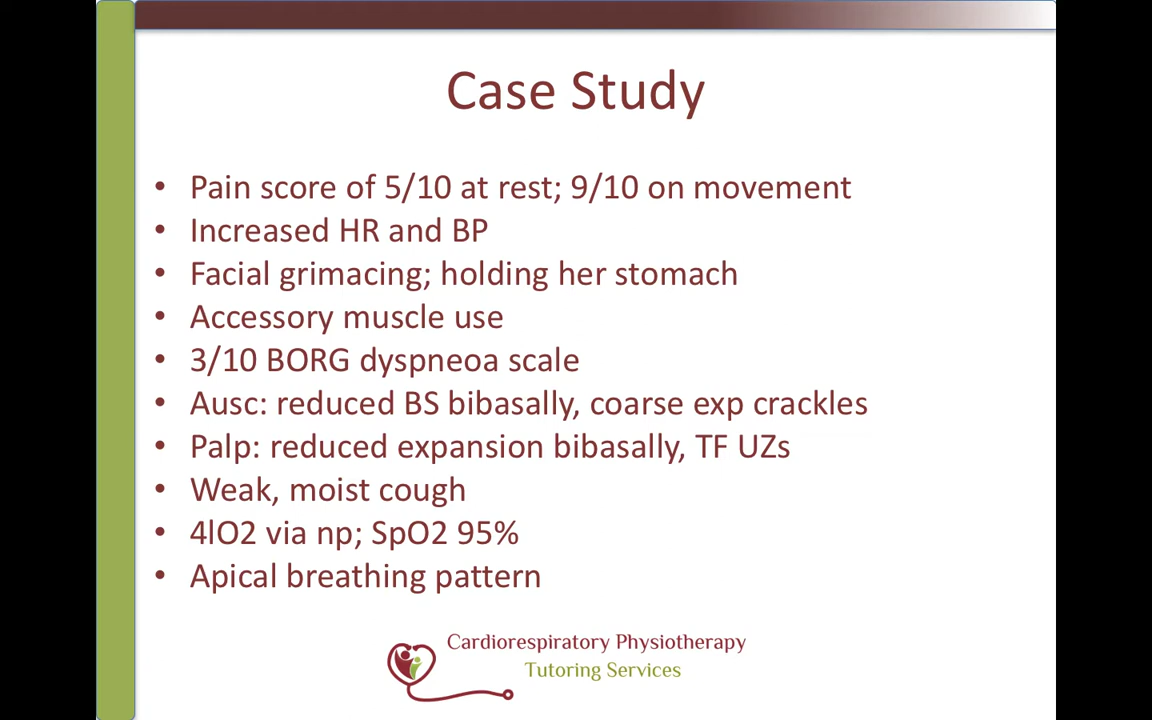 Case Study
• Pain score of 5/10 at rest; 9/10 on movement
• Increased HR and BP
• Facial grimacing; holding her stomach
• Accessory muscle use
• 3/10 BORG dyspneoa scale
• Ausc: reduced BS bibasally, coarse exp crackles
• Palp: reduced expansion bibasally, TF UZs
• Weak, moist cough
• 4lO2 via np; SpO2 95%
• Apical breathing pattern
Cardiorespiratory Physiotherapy
Tutoring Services